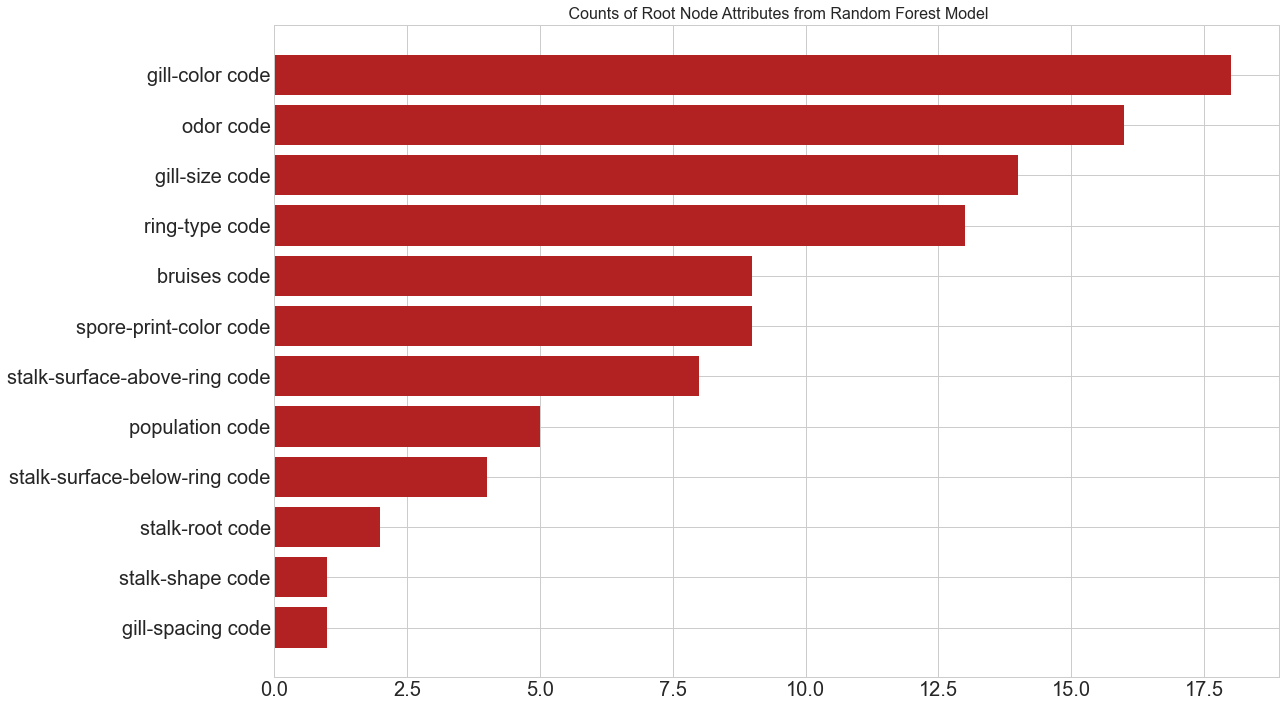 Counts of Root Node Attributes from Random Forest Model
gill-color code
odor code
gill-size code
ring-type code
bruises code
spore-print-color code
stalk-surface-above-ring code
population code
stalk-surface-below-ring code
stalk-root code
stalk-shape code
gill-spacing code
0.0 2.5 5.0 7.5 10.0 12.5 15.0 17.5